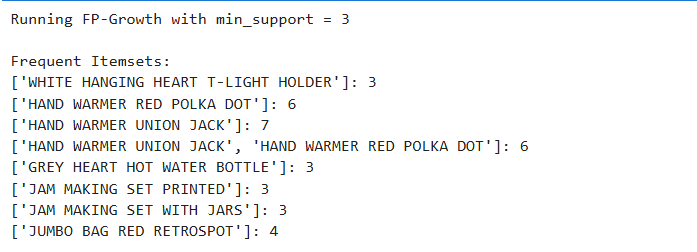 Running FP-Growth with min_support = 3
Frequent Itemsets:
['WHITE HANGING HEART T-LIGHT HOLDER']: 3
['HAND WARMER RED POLKA DOT']: 6
['HAND WARMER UNION JACK']: 7
['HAND WARMER UNION JACK', 'HAND WARMER RED POLKA DOT']: 6
['GREY HEART HOT WATER BOTTLE']: 3
['JAM MAKING SET PRINTED']: 3
['JAM MAKING SET WITH JARS']: 3
['JUMBO BAG RED RETROSPOT']: 4